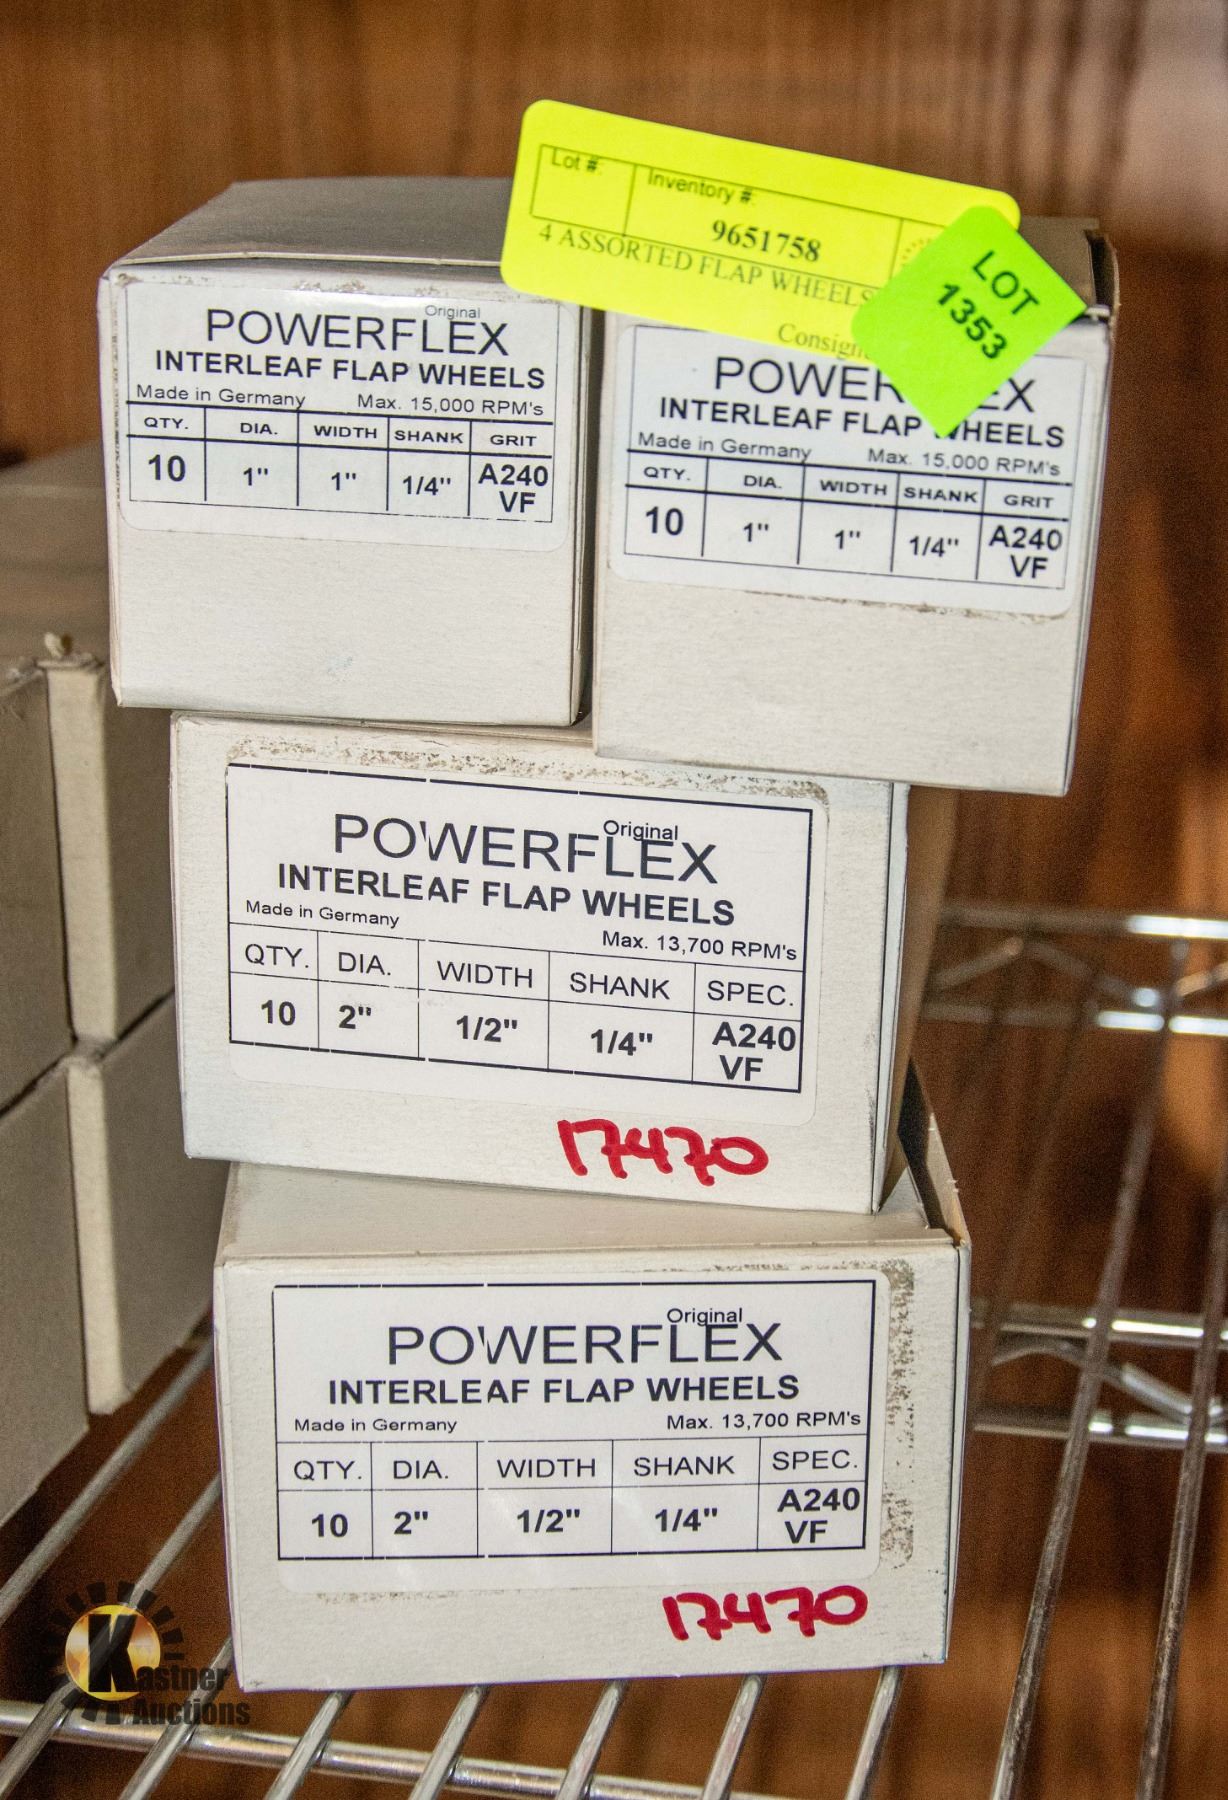 Lot #:
Inventory #:
9651758
4 ASSORTED FLAP WHEELS
LOT
1353
Original
POWERFLEX
INTERLEAF FLAP WHEELS
Made in Germany Max. 15,000 RPM's
QTY. DIA. WIDTH SHANK GRIT
10 1" 1" 1/4" A240
VF
INTERLEAF FLAP WHEELS
Made in Germany Max. 15,000 RPM's
QTY. DIA. WIDTH SHANK GRIT
10 1" 1" 1/4" A240
VF
Original
POWERFLEX
INTERLEAF FLAP WHEELS
Made in Germany
Max. 13,700 RPM's
QTY. DIA. WIDTH SHANK SPEC.
10 2" 1/2" 1/4" A240
VF
17470
Original
POWERFLEX
INTERLEAF FLAP WHEELS
Made in Germany Max. 13,700 RPM's
QTY. DIA. WIDTH SHANK SPEC.
10 2" 1/2" 1/4" A240
VF
17470
Kastner
Auctions